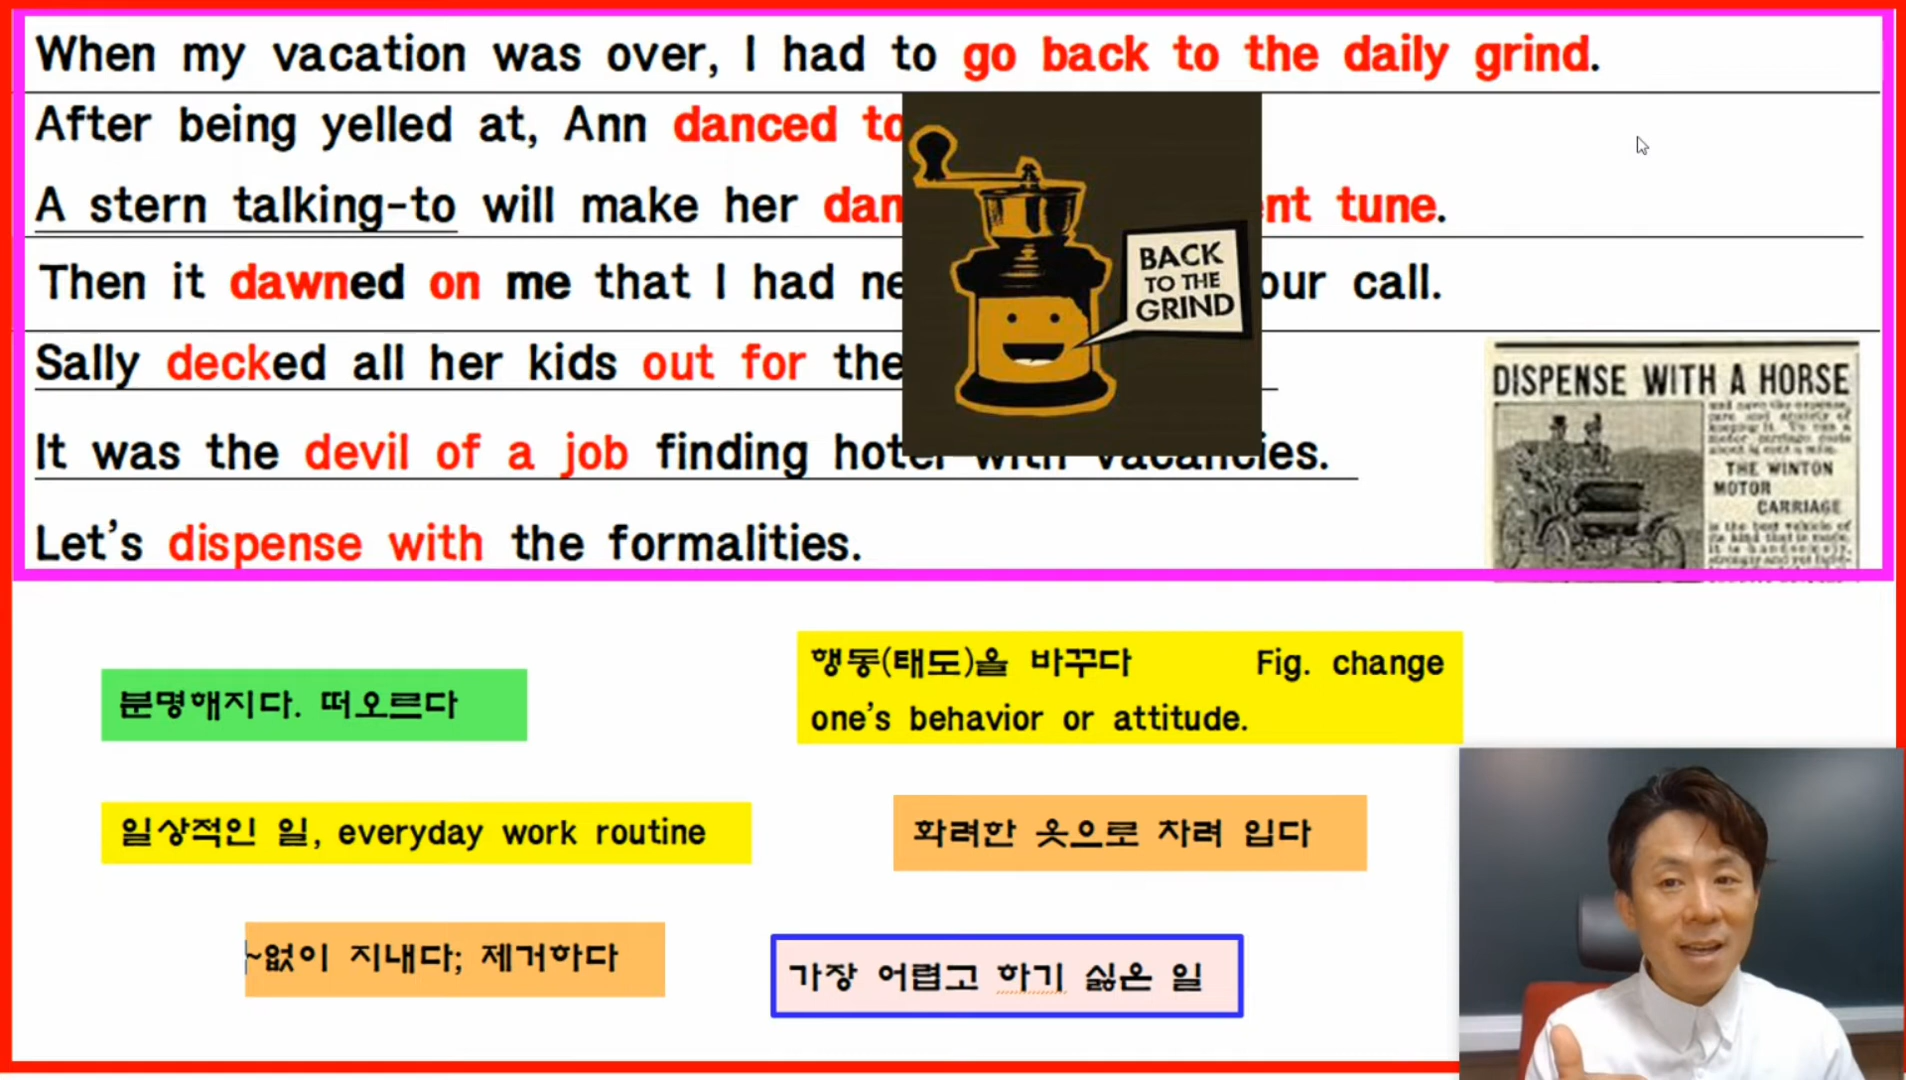 When my vacation was over, I had to go back to the daily grind.
After being yelled at, Ann danced to
A stern talking-to will make her dan
nt tune.
Then it dawned on me that I had ne
our call.
Sally decked all her kids out for the
It was the devil of a job finding hotel with vacancies.
Let's dispense with the formalities.
BACK
TO THE
GRIND
DISPENSE WITH A HORSE
THE WINTON
MOTOR
CARRIAGE
분명해지다. 떠오르다
행동(태도)을 바꾸다 Fig. change
one's behavior or attitude.
일상적인 일, everyday work routine
화려한 옷으로 차려 입다
~없이 지내다; 제거하다
가장 어렵고 하기 싫은 일